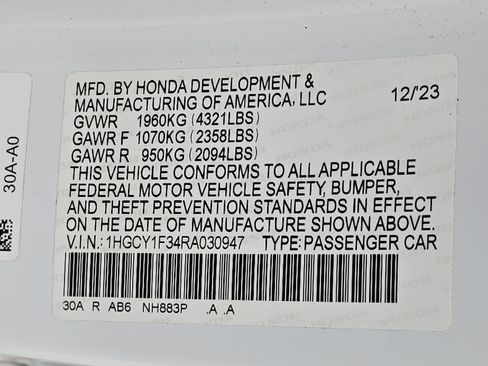 MFD. BY HONDA DEVELOPMENT &
MANUFACTURING OF AMERICA, LLC 12/'23
GVWR 1960KG (4321LBS)
GAWR F 1070KG (2358LBS)
GAWR R 950KG (2094LBS)
THIS VEHICLE CONFORMS TO ALL APPLICABLE
FEDERAL MOTOR VEHICLE SAFETY, BUMPER,
AND THEFT PREVENTION STANDARDS IN EFFECT
ON THE DATE OF MANUFACTURE SHOWN ABOVE.
V.I.N.: 1HGCY1F34RA030947 TYPE: PASSENGER CAR
30A R AB6 NH883P .A .A
30A-A0
HONDA